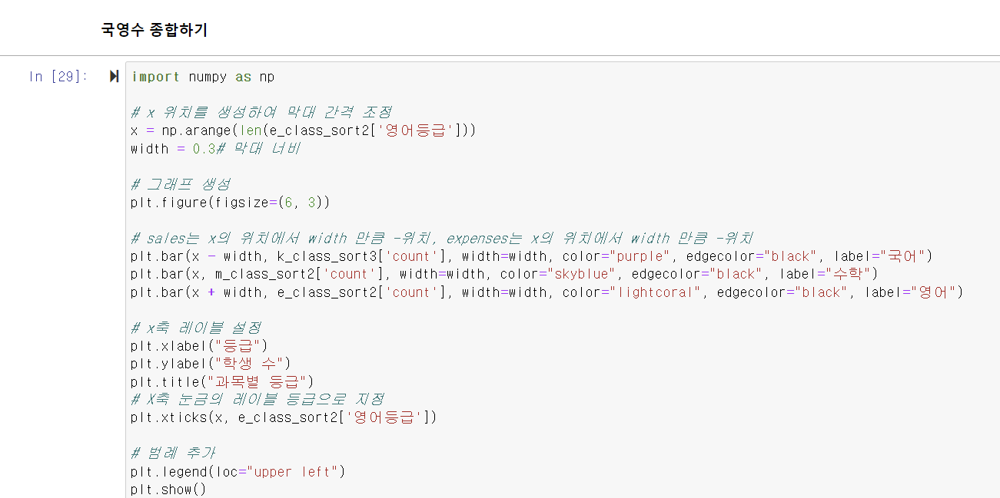 국영수 종합하기
In [29]:
import numpy as np
# x 위치를 생성하여 막대 간격 조정
x = np.arange(len(e_class_sort2['영어등급']))
width = 0.3# 막대 너비
# 그래프 생성
plt.figure(figsize=(6, 3))
# sales는 x의 위치에서 width 만큼 -위치, expenses는 x의 위치에서 width 만큼 -위치
plt.bar(x - width, k_class_sort3['count'], width=width, color="purple", edgecolor="black", label="국어")
plt.bar(x, m_class_sort2['count'], width=width, color="skyblue", edgecolor="black", label="수학")
plt.bar(x + width, e_class_sort2['count'], width=width, color="lightcoral", edgecolor="black", label="영어")
# x축 레이블 설정
plt.xlabel("등급")
plt.ylabel("학생 수")
plt.title("과목별 등급")
# X축 눈금의 레이블 등급으로 지정
plt.xticks(x, e_class_sort2['영어등급'])
# 범례 추가
plt.legend(loc="upper left")
plt.show()